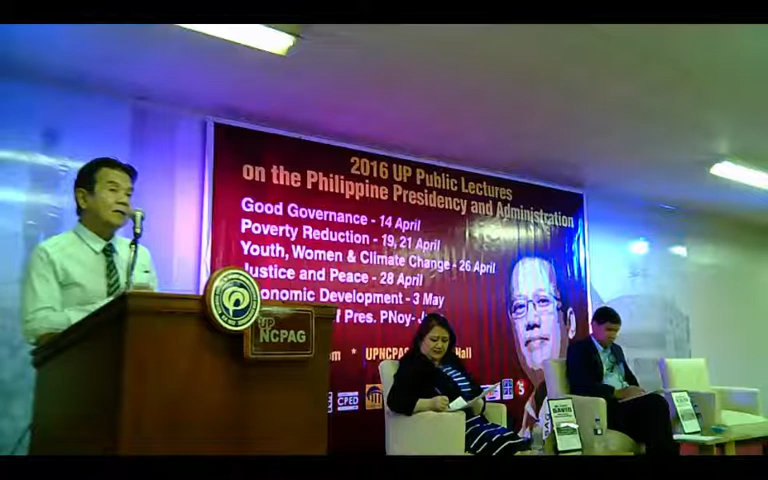 2016 UP Public Lectures
on the Philippine Presidency and Administration
Good Governance - 14 April
Poverty Reduction - 19, 21 April
Youth, Women & Climate Change - 26 April
Justice and Peace - 28 April
onomic Development - 3 May
f Pres. PNoy- J
om * UPNCPAG Hall
UP
NCPAG
CPED
DAVID